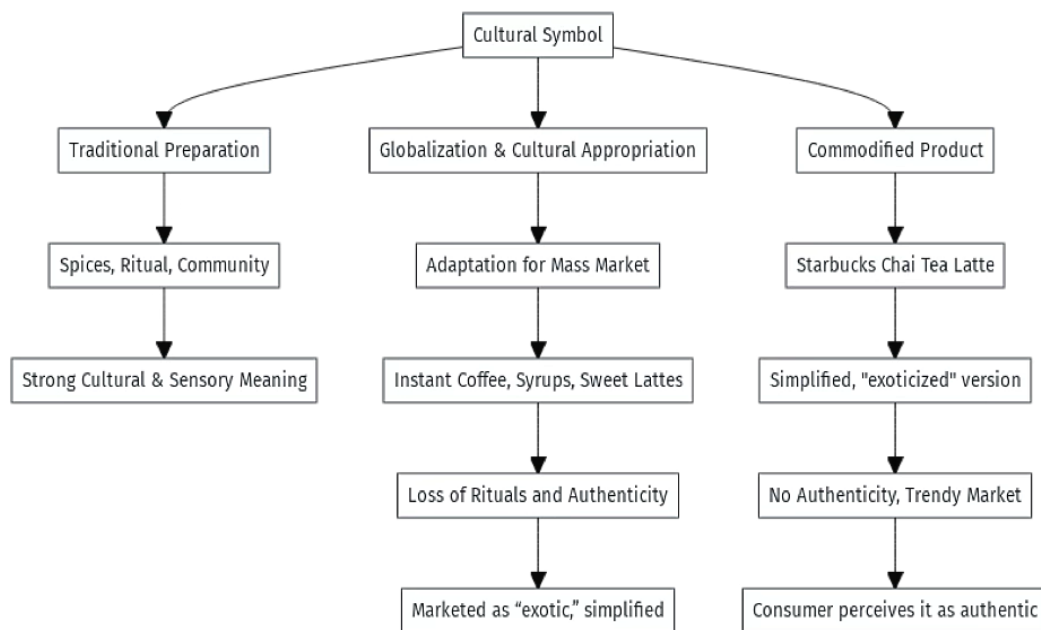 Cultural Symbol
Traditional Preparation
Globalization & Cultural Appropriation
Commodified Product
Spices, Ritual, Community
Adaptation for Mass Market
Starbucks Chai Tea Latte
Strong Cultural & Sensory Meaning
Instant Coffee, Syrups, Sweet Lattes
Simplified, "exoticized" version
Loss of Rituals and Authenticity
No Authenticity, Trendy Market
Marketed as “exotic,” simplified
Consumer perceives it as authentic